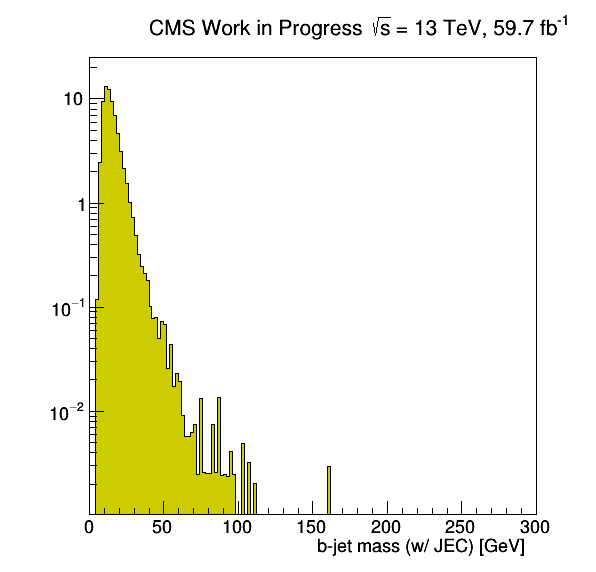 CMS Work in Progress √s = 13 TeV, 59.7 fb⁻¹
10
1
10⁻¹
10⁻²
0 50 100 150 200 250 300
b-jet mass (w/ JEC) [GeV]